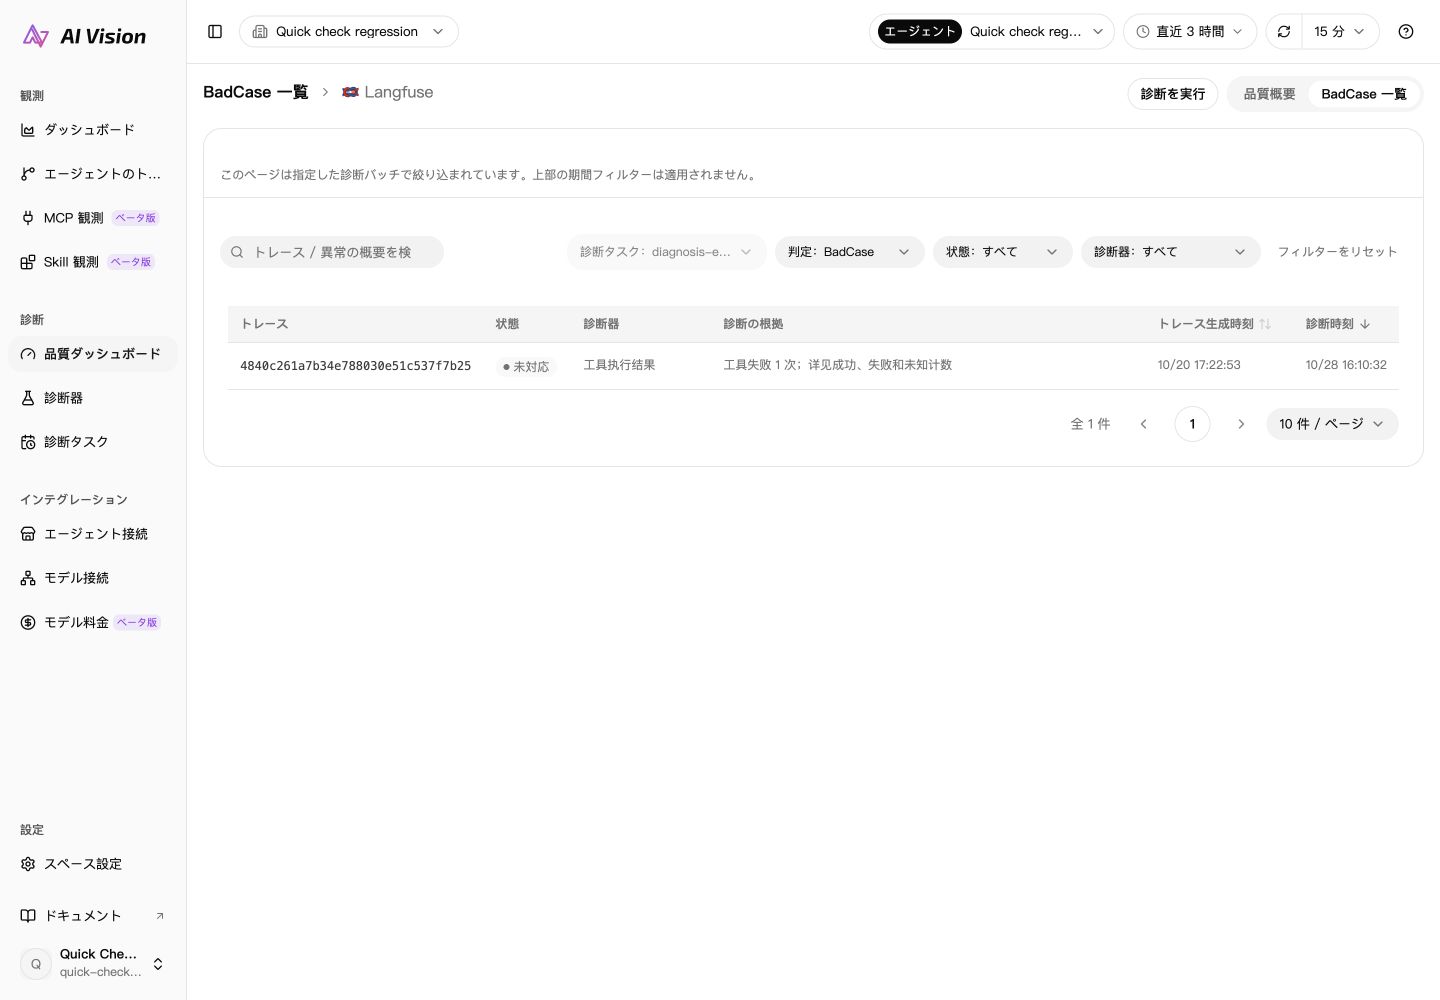 AI Vision
Quick check regression
エージェント Quick check reg...
直近 3 時間
15 分
観測
ダッシュボード
エージェントのト...
MCP 観測 ベータ版
Skill 観測 ベータ版
診断
品質ダッシュボード
診断器
診断タスク
インテグレーション
エージェント接続
モデル接続
モデル料金 ベータ版
設定
スペース設定
ドキュメント
Q
Quick Che...
quick-check...
BadCase 一覧 > Langfuse
診断を実行
品質概要
BadCase 一覧
このページは指定した診断バッチで絞り込まれています。上部の期間フィルターは適用されません。
トレース / 異常の概要を検
診断タスク: diagnosis-e...
判定: BadCase
状態: すべて
診断器: すべて
フィルターをリセット
トレース 状態 診断器 診断の根拠 トレース生成時刻 診断時刻
4840c261a7b34e788030e51c537f7b25 未対応 工具执行结果 工具失败 1 次；详见成功、失败和未知计数 10/20 17:22:53 10/28 16:10:32
全 1 件 1 10 件 / ページ